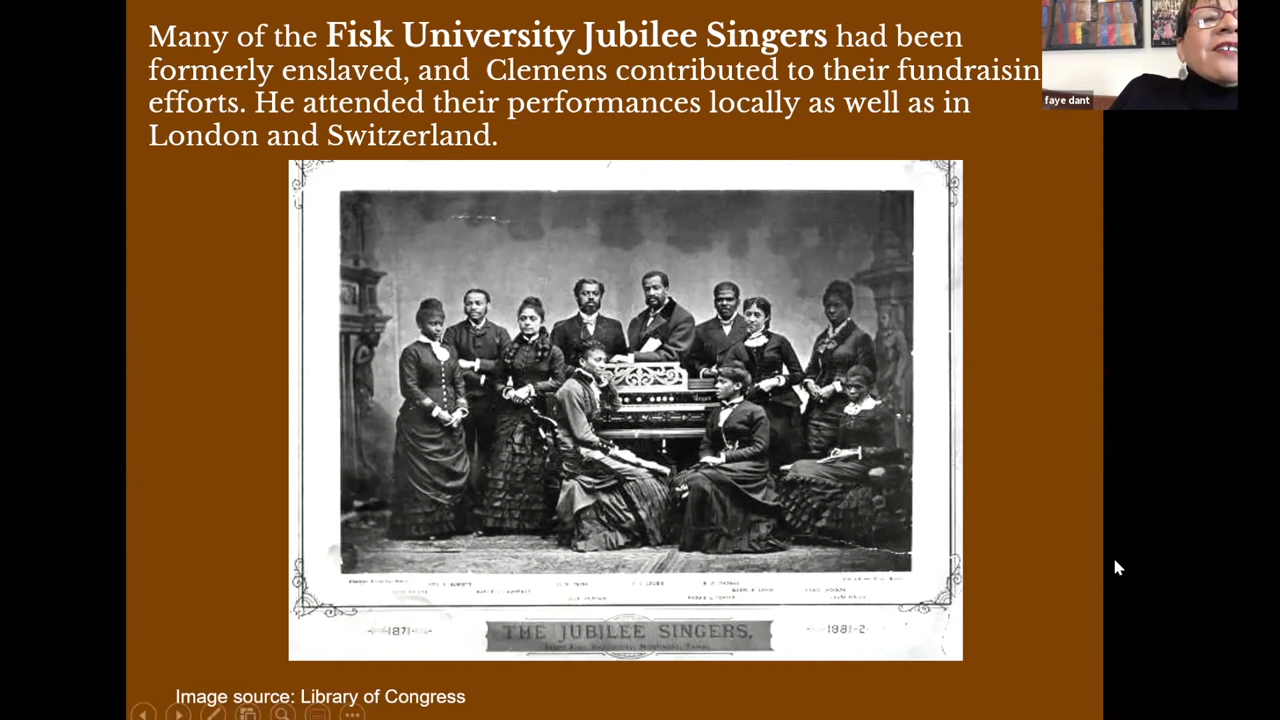 Many of the Fisk University Jubilee Singers had been
formerly enslaved, and Clemens contributed to their fundraisin
efforts. He attended their performances locally as well as in
London and Switzerland.
faye dant
1871
THE JUBILEE SINGERS,
1881-2
Image source: Library of Congress